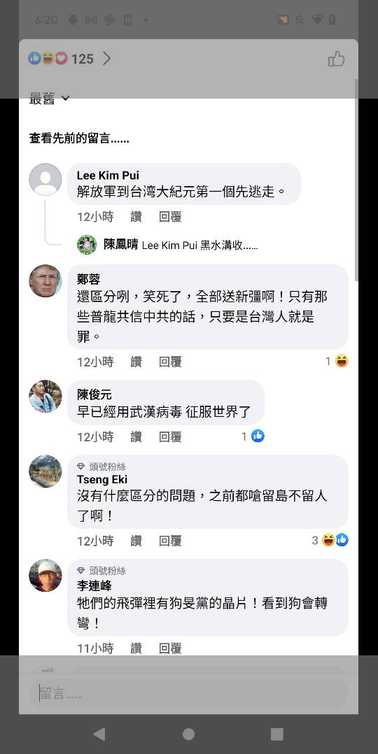 6:20
125
最舊
查看先前的留言......
Lee Kim Pui
解放軍到台湾大紀元第一個先逃走。
12小時 讚 回覆
陳鳳晴 Lee Kim Pui 黑水溝收......
鄭蓉
還區分咧，笑死了，全部送新彊啊！只有那
些普龍共信中共的話，只要是台灣人就是
罪。
12小時 讚 回覆 1
陳俊元
早已經用武漢病毒 征服世界了
12小時 讚 回覆 1
頭號粉絲
Tseng Eki
沒有什麼區分的問題，之前都嗆留島不留人
了啊！
12小時 讚 回覆 3
頭號粉絲
李連峰
牠們的飛彈裡有狗旻黨的晶片！看到狗會轉
彎！
11小時 讚 回覆
留言......